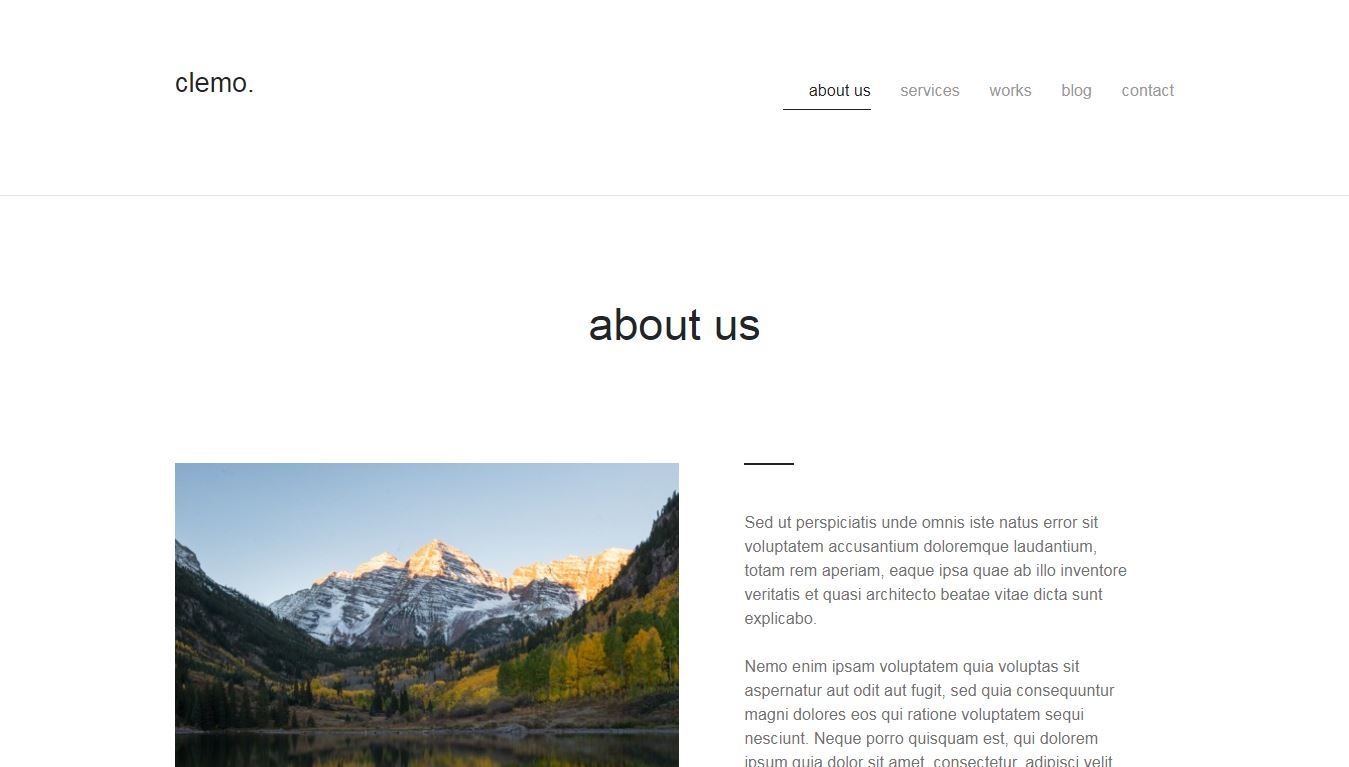 clemo.
about us
services
works
blog
contact
about us
Sed ut perspiciatis unde omnis iste natus error sit
voluptatem accusantium doloremque laudantium,
totam rem aperiam, eaque ipsa quae ab illo inventore
veritatis et quasi architecto beatae vitae dicta sunt
explicabo.
Nemo enim ipsam voluptatem quia voluptas sit
aspernatur aut odit aut fugit, sed quia consequuntur
magni dolores eos qui ratione voluptatem sequi
nesciunt. Neque porro quisquam est, qui dolorem
ipsum quia dolor sit amet, consectetur, adipisci velit